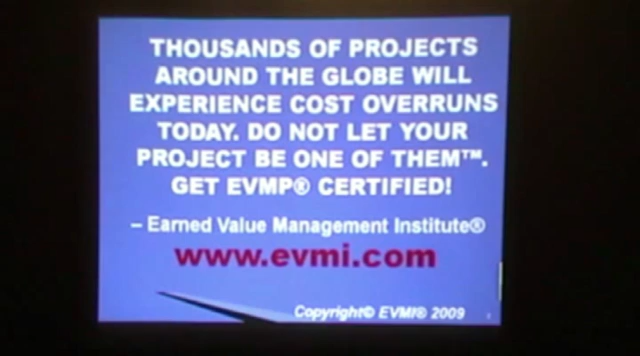 THOUSANDS OF PROJECTS
AROUND THE GLOBE WILL
EXPERIENCE COST OVERRUNS
TODAY. DO NOT LET YOUR
PROJECT BE ONE OF THEM™.
GET EVMP® CERTIFIED!
– Earned Value Management Institute®
www.evmi.com
Copyright© EVMI® 2009